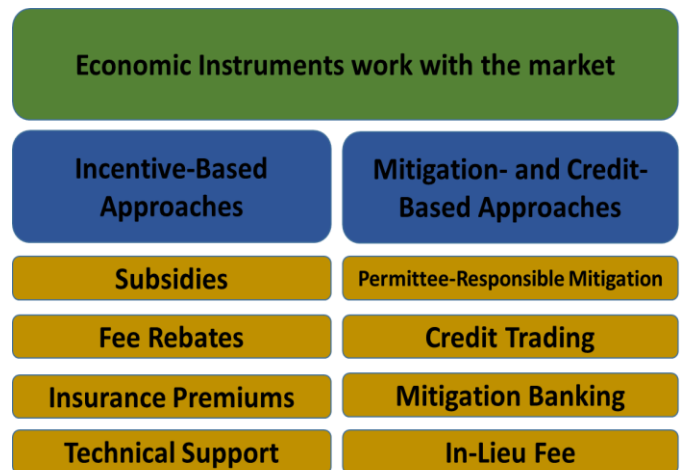 Economic Instruments work with the market
Incentive-Based
Approaches
Mitigation- and Credit-
Based Approaches
Subsidies
Permittee-Responsible Mitigation
Fee Rebates
Credit Trading
Insurance Premiums
Mitigation Banking
Technical Support
In-Lieu Fee